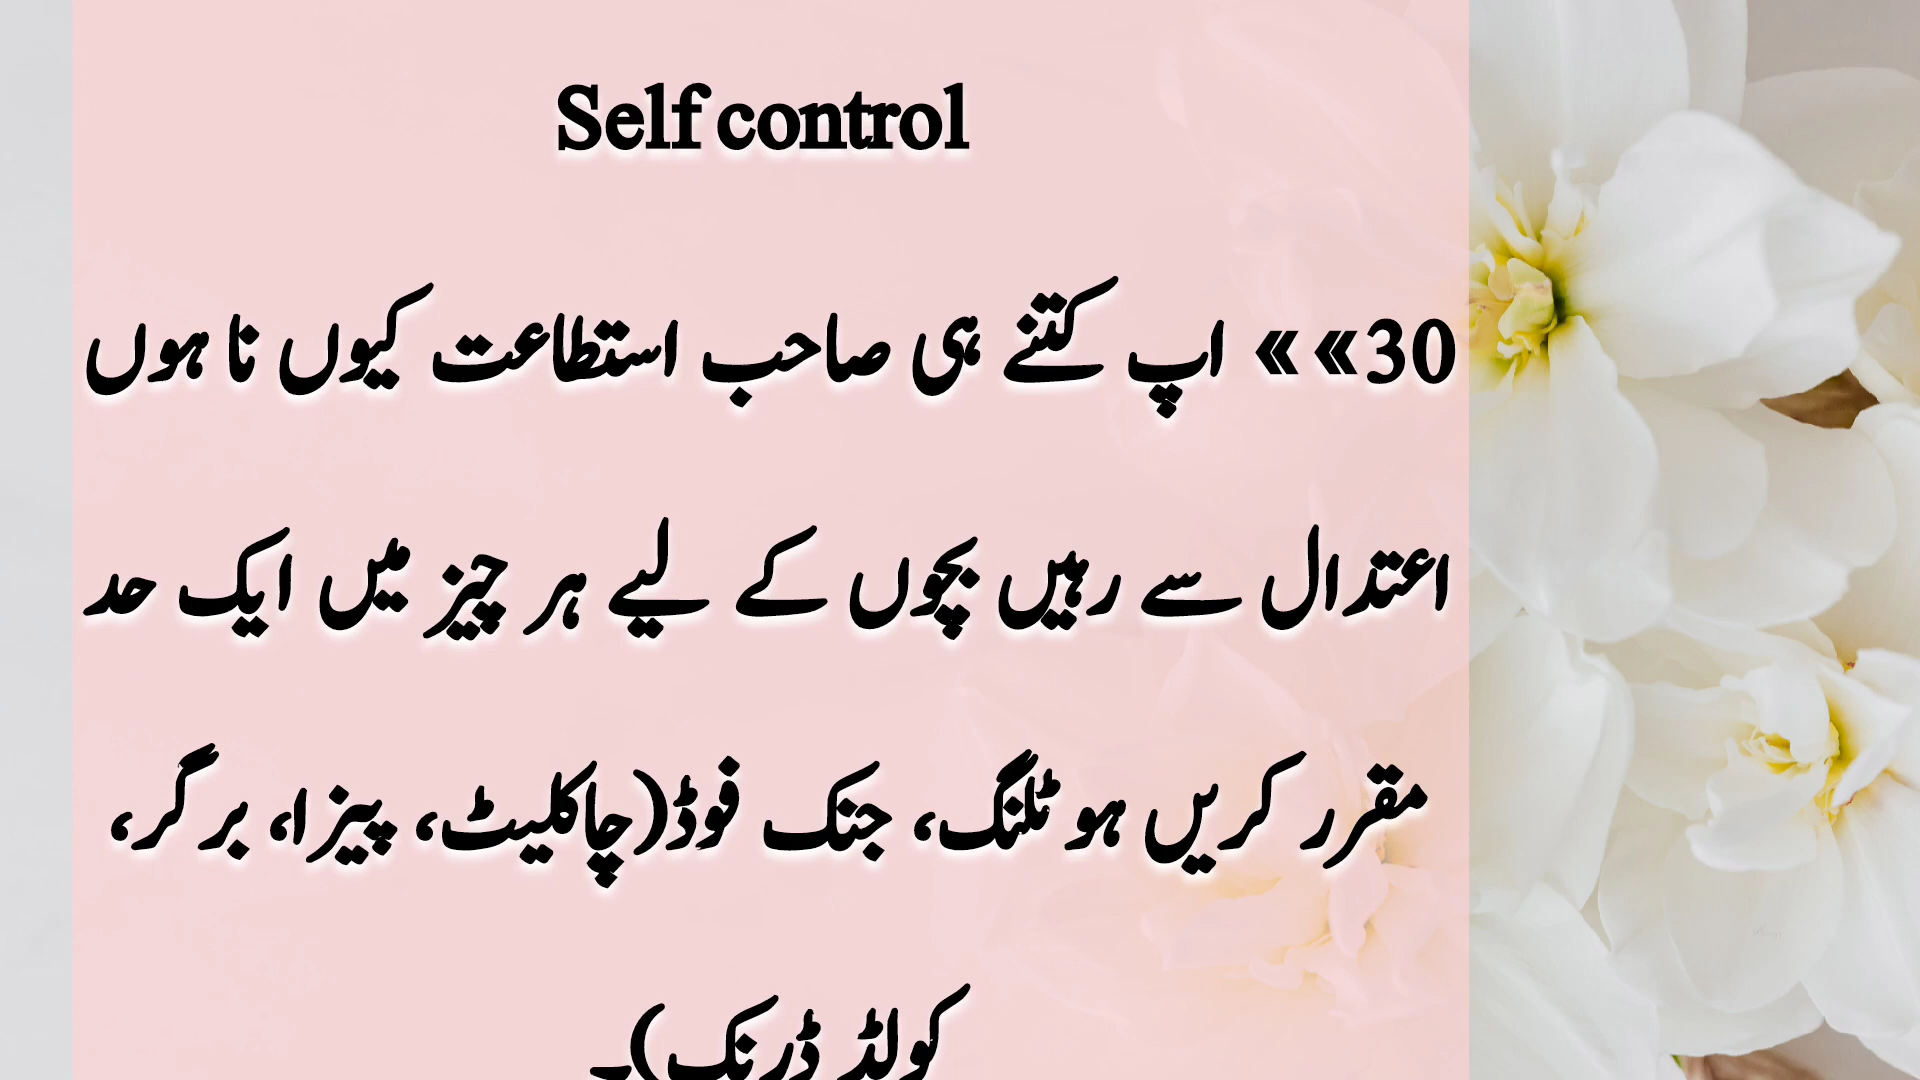 Self control
30»» اپ کتنے ہی صاحب استطاعت کیوں نا ہوں
اعتدال سے رہیں بچوں کے لیے ہر چیز میں ایک حد
مقرر کریں ہوٹلنگ، جنک فوڈ(چاکلیٹ، پیزا، برگر،
کولڈ ڈرنک)۔